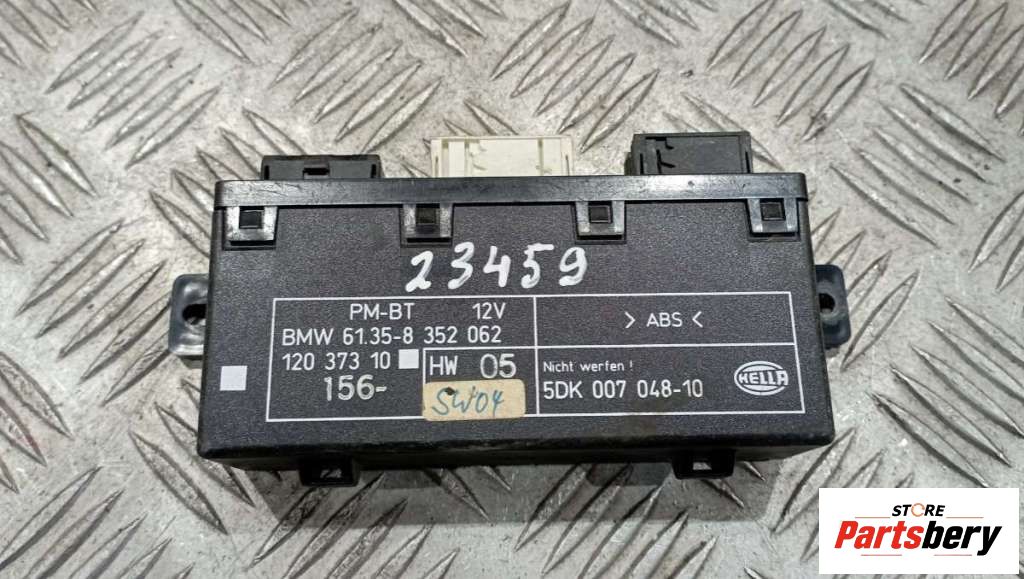 23459
PM-BT 12V
BMW 61.35-8 352 062
120 373 10
HW 05
156-
SW04
> ABS <
Nicht werfen !
5DK 007 048-10
HELLA
STORE
Partsbery